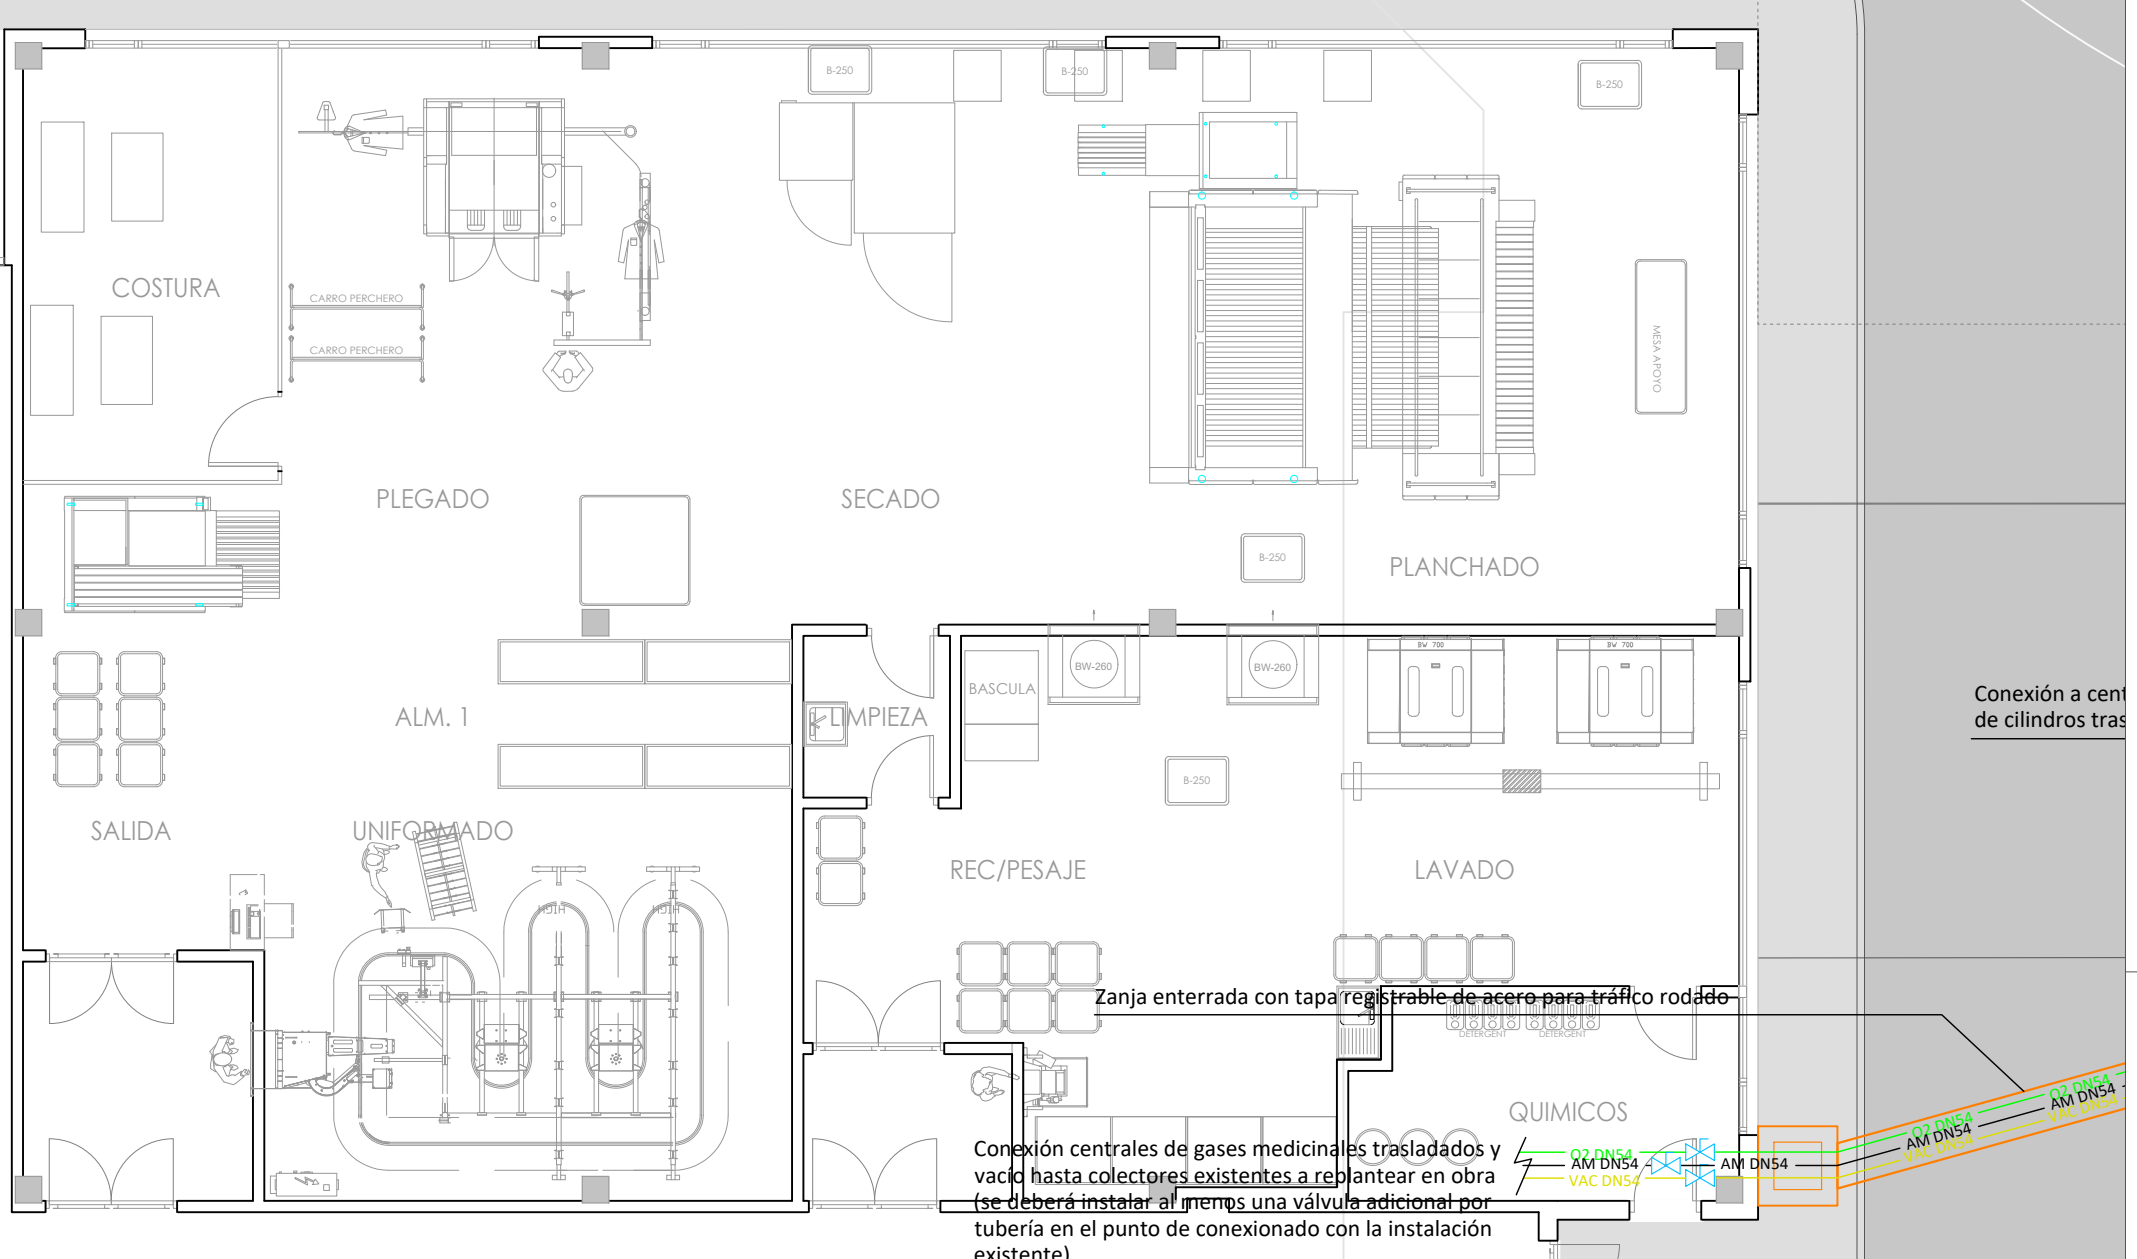 B-250
B-250
B-250
COSTURA
CARRO PERCHERO
CARRO PERCHERO
MESA APOYO
PLEGADO
SECADO
B-250
PLANCHADO
BW-260
BW-260
BW 700
BW 700
BASCULA
ALM. 1
LIMPIEZA
Conexión a cent
de cilindros tras
B-250
SALIDA
UNIFORMADO
REC/PESAJE
LAVADO
HIGH
HIGH
Zanja enterrada con tapa registrable de acero para tráfico rodado
DETERGENT
DETERGENT
QUIMICOS
Conexión centrales de gases medicinales trasladados y
vacío hasta colectores existentes a replantear en obra
(se deberá instalar al menos una válvula adicional por
tubería en el punto de conexionado con la instalación
existente)
O2 DN54
AM DN54
VAC DN54
AM DN54
O2 DN54
AM DN54
VAC DN54
O2 DN54
AM DN54
VAC DN54